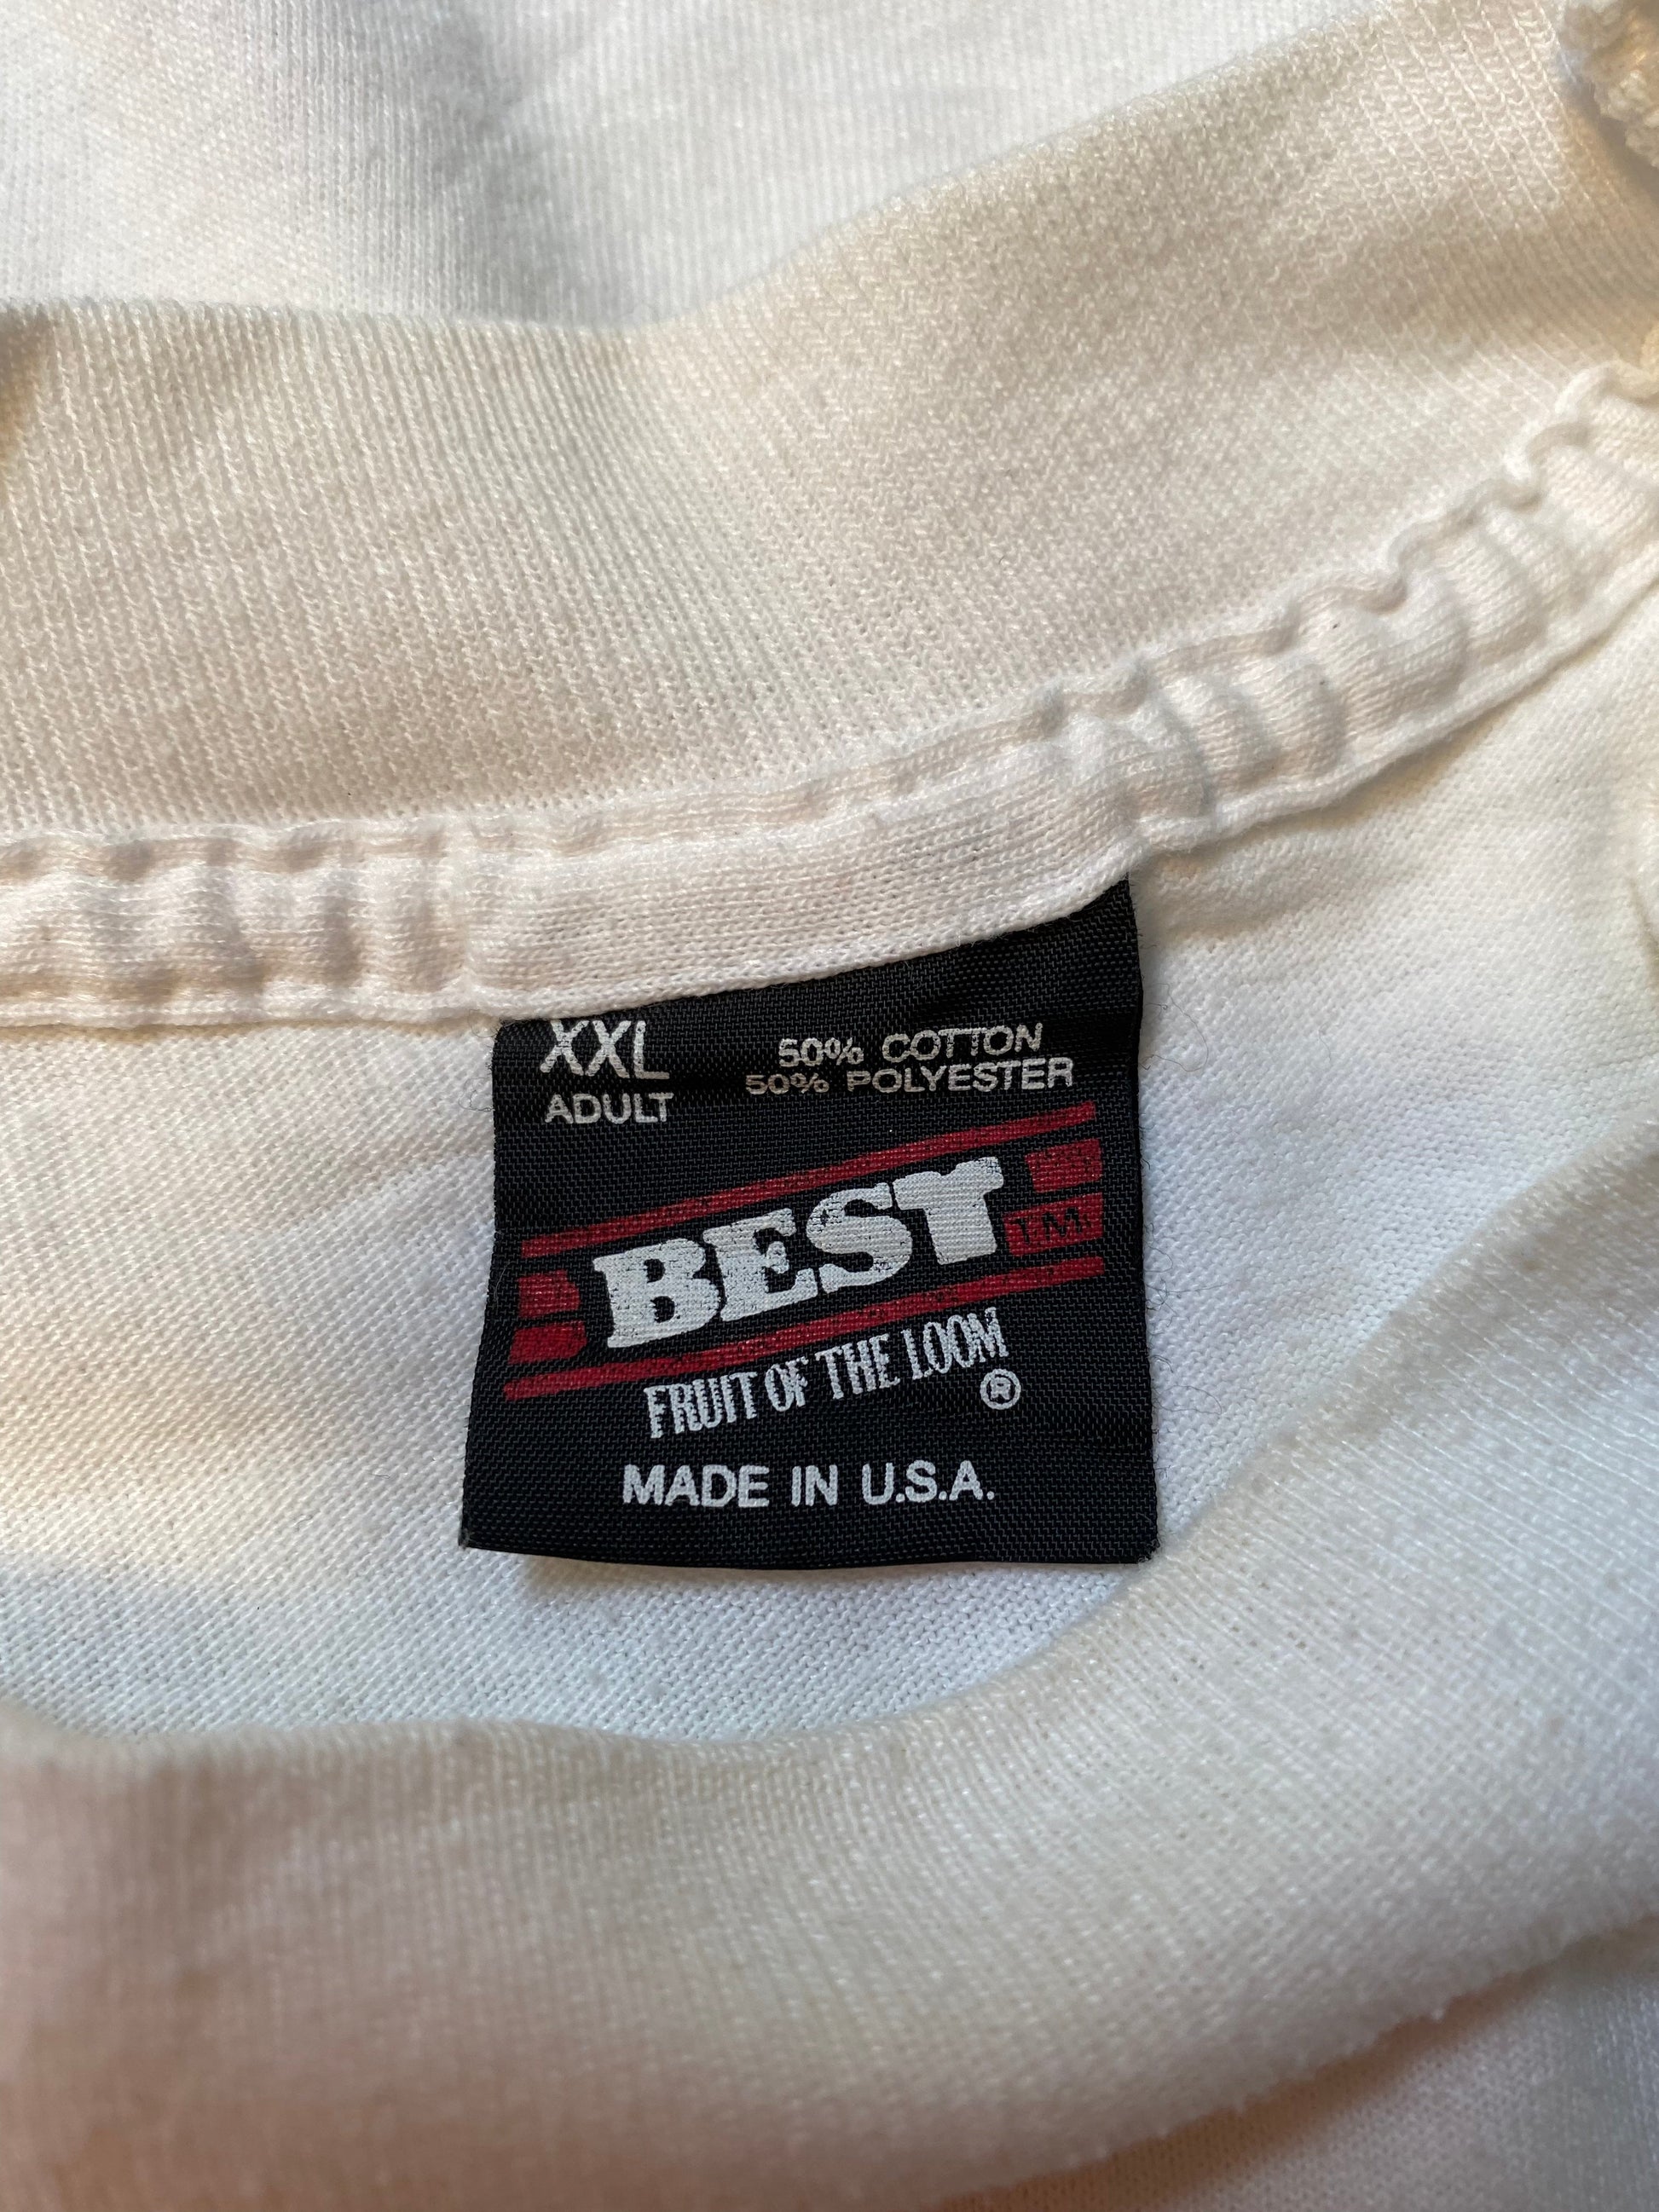 XXL
ADULT
50% COTTON
50% POLYESTER
BEST
T.M.
FRUIT OF THE LOOM
®
MADE IN U.S.A.